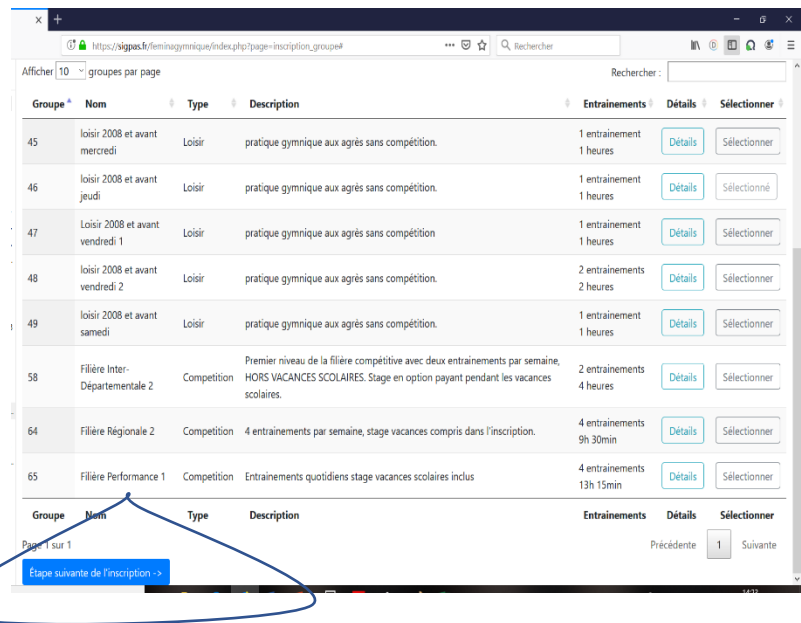 https://sigpas.fr/feminagymnique/index.php?page=inscription_groupe#
Rechercher
Afficher 10 groupes par page
Rechercher :
Groupe Nom Type Description Entrainements Détails Sélectionner
45 loisir 2008 et avant mercredi Loisir pratique gymnique aux agrès sans compétition. 1 entrainement 1 heures Détails Sélectionner
46 loisir 2008 et avant jeudi Loisir pratique gymnique aux agrès sans compétition. 1 entrainement 1 heures Détails Sélectionné
47 Loisir 2008 et avant vendredi 1 Loisir pratique gymnique aux agrès sans compétition 1 entrainement 1 heures Détails Sélectionner
48 loisir 2008 et avant vendredi 2 Loisir pratique gymnique aux agrès sans compétition. 2 entrainements 2 heures Détails Sélectionner
49 loisir 2008 et avant samedi Loisir pratique gymnique aux agrès sans compétition. 1 entrainement 1 heures Détails Sélectionner
58 Filière Inter-Départementale 2 Competition Premier niveau de la filière compétitive avec deux entrainements par semaine, HORS VACANCES SCOLAIRES. Stage en option payant pendant les vacances scolaires. 2 entrainements 4 heures Détails Sélectionner
64 Filière Régionale 2 Competition 4 entrainements par semaine, stage vacances compris dans l'inscription. 4 entrainements 9h 30min Détails Sélectionner
65 Filière Performance 1 Competition Entrainements quotidiens stage vacances scolaires inclus 4 entrainements 13h 15min Détails Sélectionner
Groupe Nom Type Description Entrainements Détails Sélectionner
Page 1 sur 1
Précédente 1 Suivante
Étape suivante de l'inscription ->